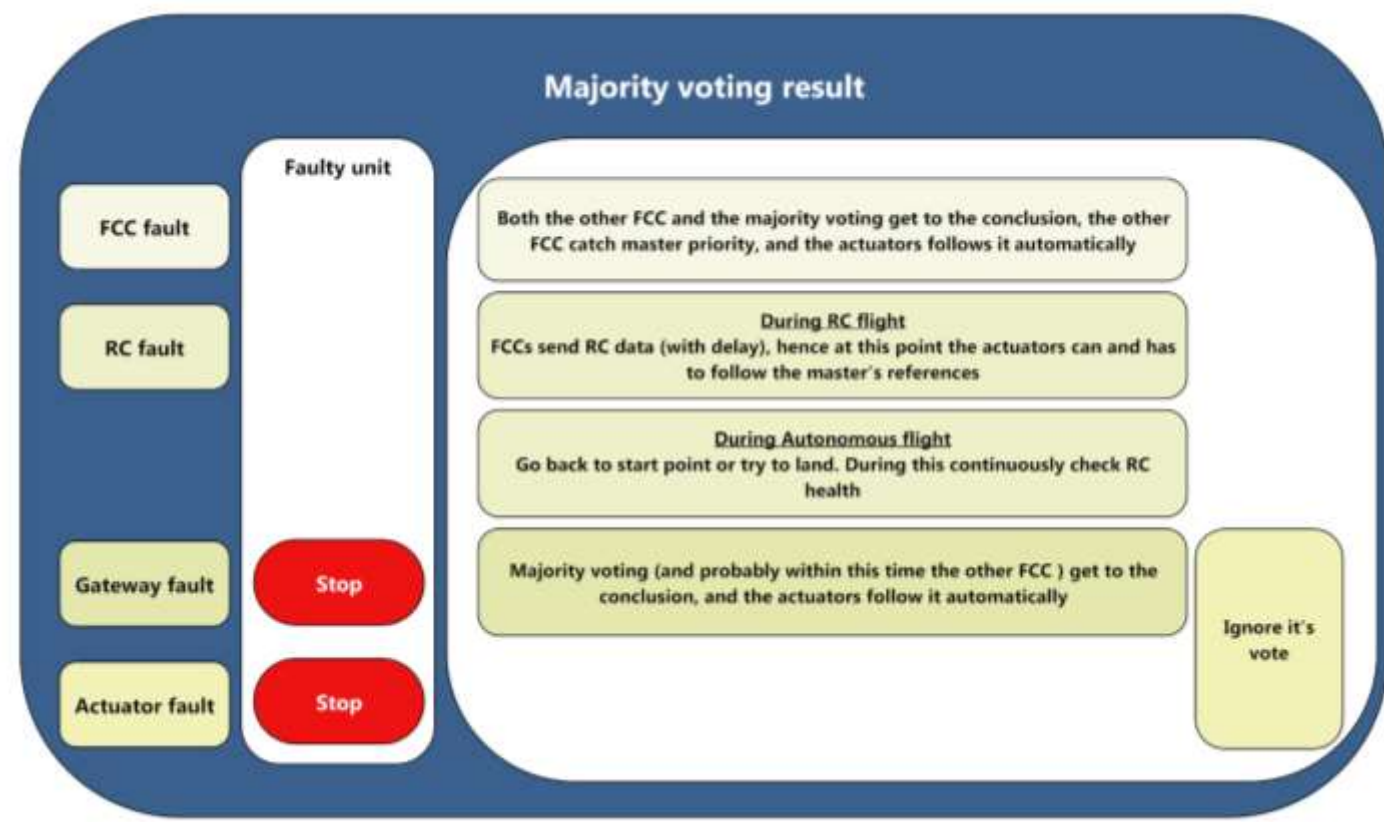 Majority voting result
Faulty unit
FCC fault
Both the other FCC and the majority voting get to the conclusion, the other
FCC catch master priority, and the actuators follows it automatically
RC fault
During RC flight
FCCs send RC data (with delay), hence at this point the actuators can and has
to follow the master's references
During Autonomous flight
Go back to start point or try to land. During this continuously check RC
health
Gateway fault
Stop
Majority voting (and probably within this time the other FCC ) get to the
conclusion, and the actuators follow it automatically
Ignore it's
vote
Actuator fault
Stop